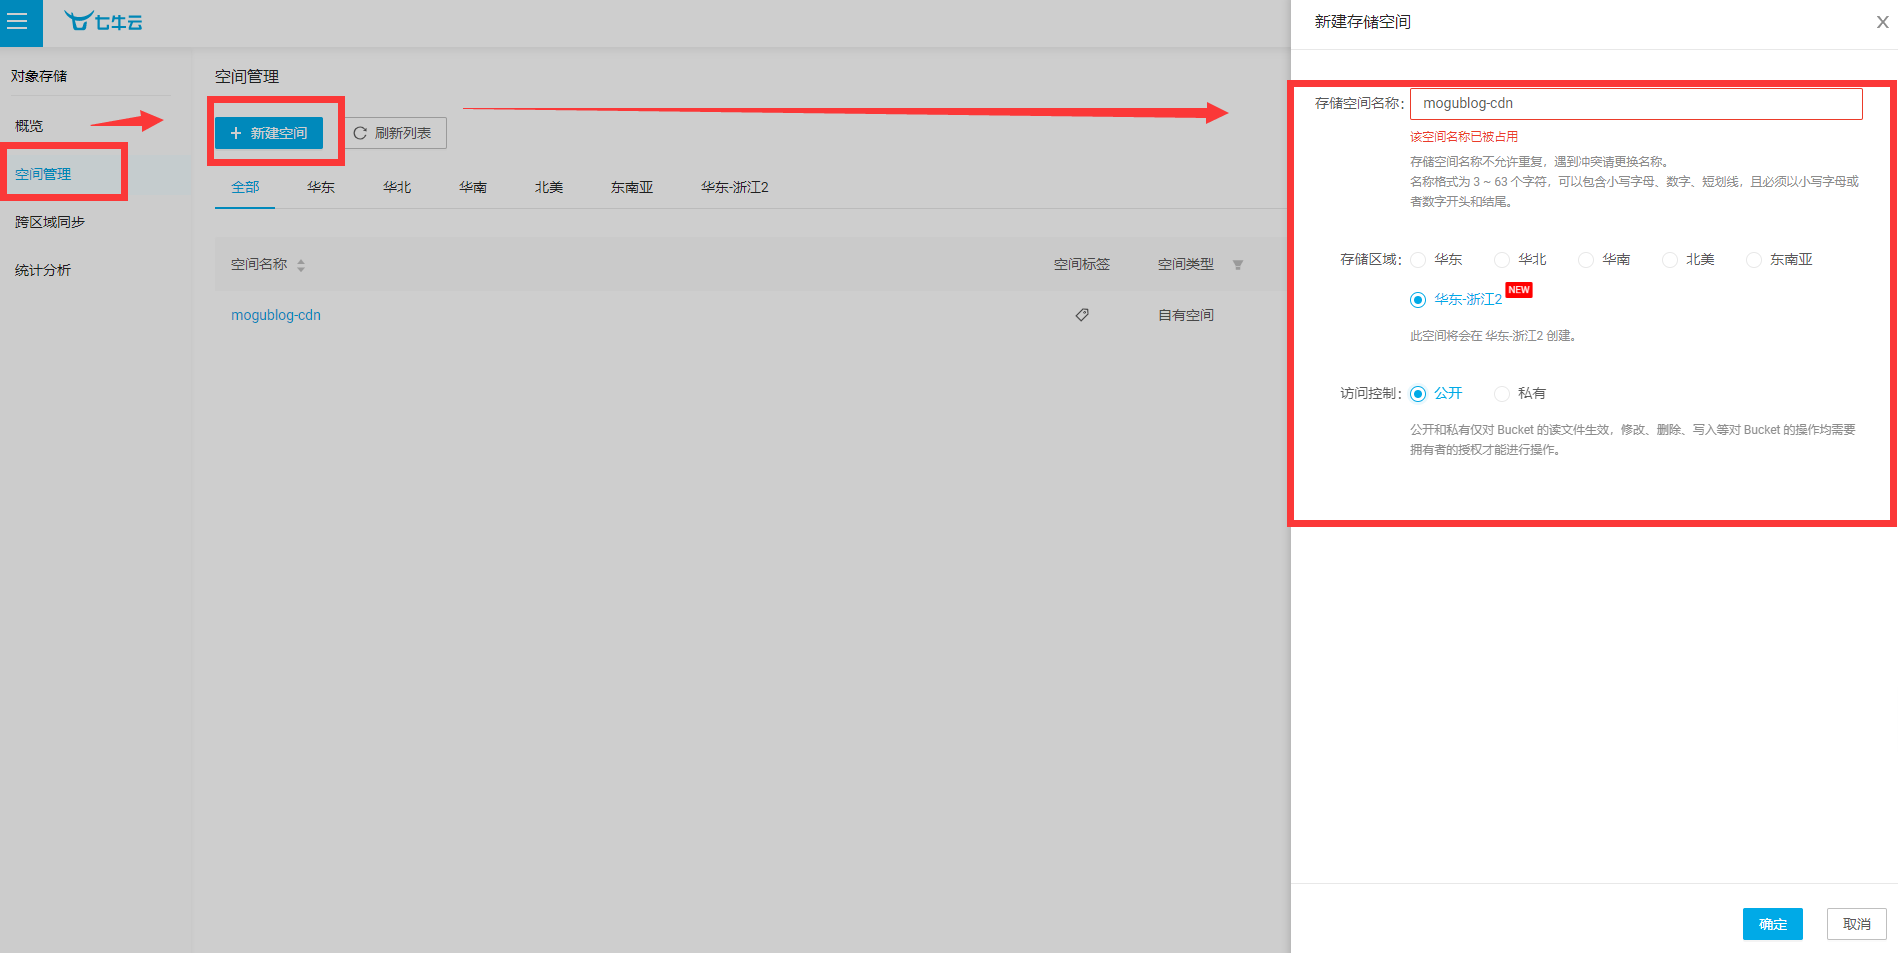 七牛云
对象存储
概览
空间管理
跨区域同步
统计分析
空间管理
新建空间
刷新列表
全部 华东 华北 华南 北美 东南亚 华东-浙江2
空间名称 空间标签 空间类型
mogublog-cdn 自有空间
新建存储空间
存储空间名称： mogublog-cdn
该空间名称已被占用
存储空间名称不允许重复，遇到冲突请更换名称。
名称格式为 3 ~ 63 个字符，可以包含小写字母、数字、短划线，且必须以小写字母或
者数字开头和结尾。
存储区域： 华东 华北 华南 北美 东南亚
华东-浙江2 NEW
此空间将会在 华东-浙江2 创建。
访问控制： 公开 私有
公开和私有仅对 Bucket 的读文件生效，修改、删除、写入等对 Bucket 的操作均需要
拥有者的授权才能进行操作。
确定 取消